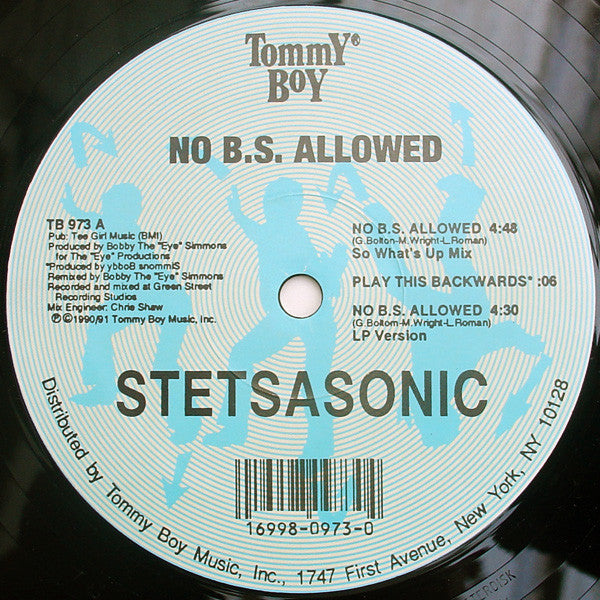 TommY®
BOY
NO B.S. ALLOWED
TB 973 A
Pub: Tee Girl Music (BMI)
Produced by Bobby The "Eye" Simmons
for The "Eye" Productions
*Produced by Bobby Simmons
Remixed by Bobby The "Eye" Simmons
Recorded and mixed at Green Street
Recording Studios
Mix Engineer: Chris Shaw
℗©1990/91 Tommy Boy Music, Inc.
NO B.S. ALLOWED 4:48
(G.Bolton-M.Wright-L.Roman)
So What's Up Mix
PLAY THIS BACKWARDS* :06
NO B.S. ALLOWED 4:30
(G.Bolton-M.Wright-L.Roman)
LP Version
STETSASONIC
16998-0973-0
Distributed by Tommy Boy Music, Inc., 1747 First Avenue, New York, NY 10128